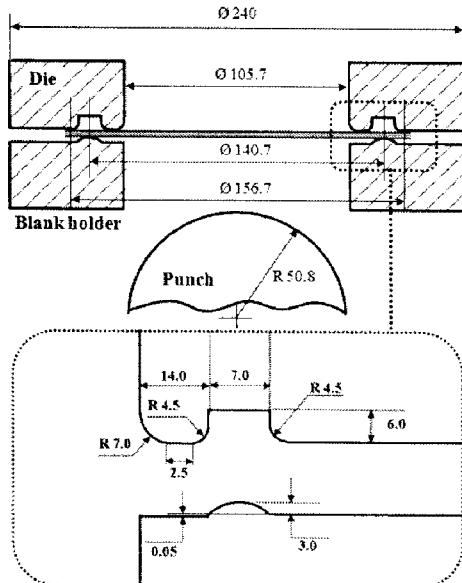 Ø 240
Die
Ø 105.7
Ø 140.7
Ø 156.7
Blank holder
Punch
R 50.8
14.0
7.0
R 4.5
R 4.5
6.0
R 7.0
2.5
0.05
3.0